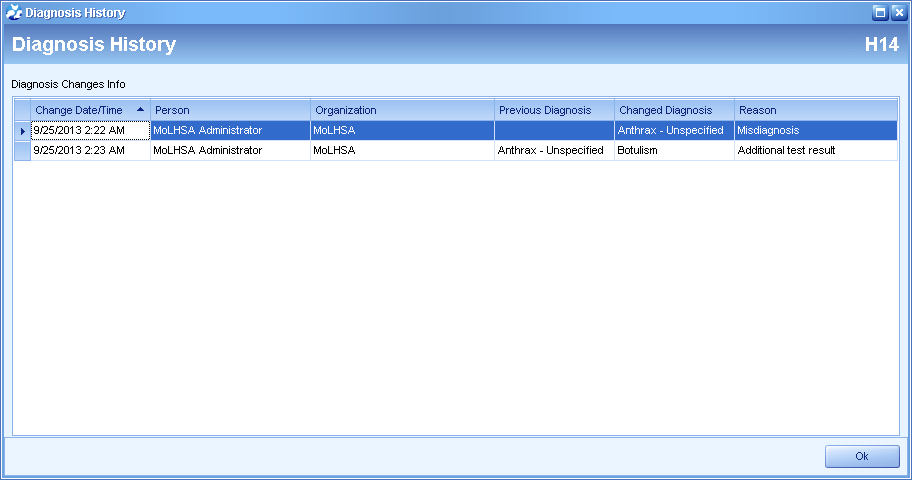 Diagnosis History
Diagnosis History H14
Diagnosis Changes Info
Change Date/Time Person Organization Previous Diagnosis Changed Diagnosis Reason
9/25/2013 2:22 AM MoLHSA Administrator MoLHSA Anthrax - Unspecified Misdiagnosis
9/25/2013 2:23 AM MoLHSA Administrator MoLHSA Anthrax - Unspecified Botulism Additional test result
Ok